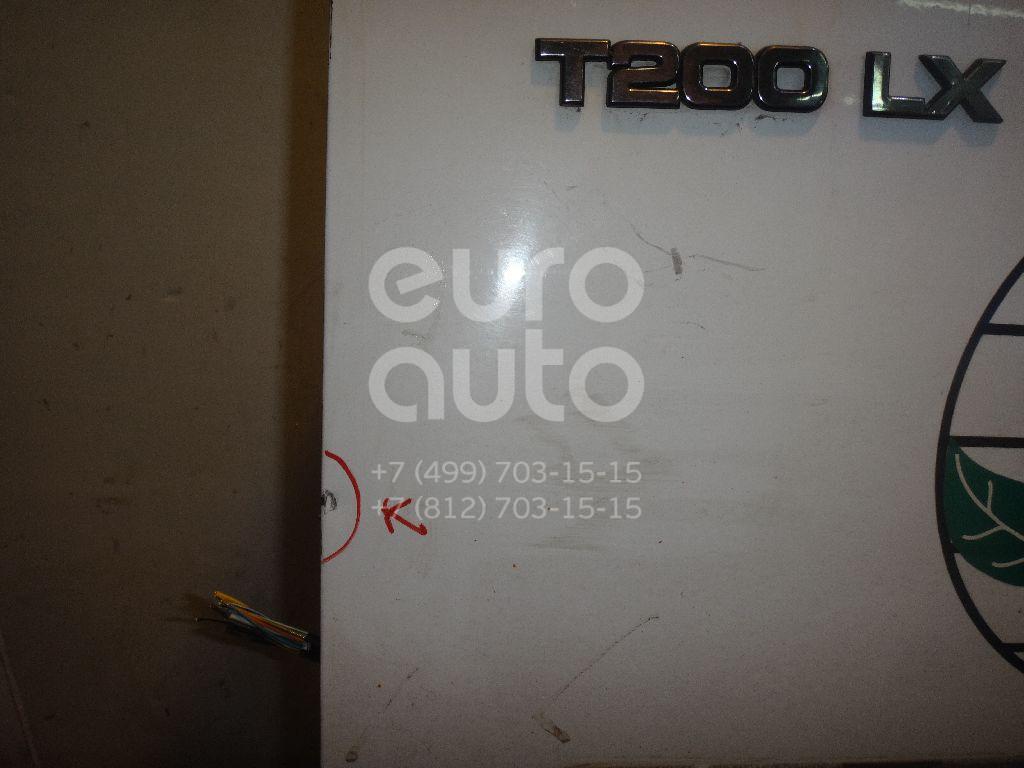 T200 LX
euro
auto
+7 (499) 703-15-15
+7 (812) 703-15-15